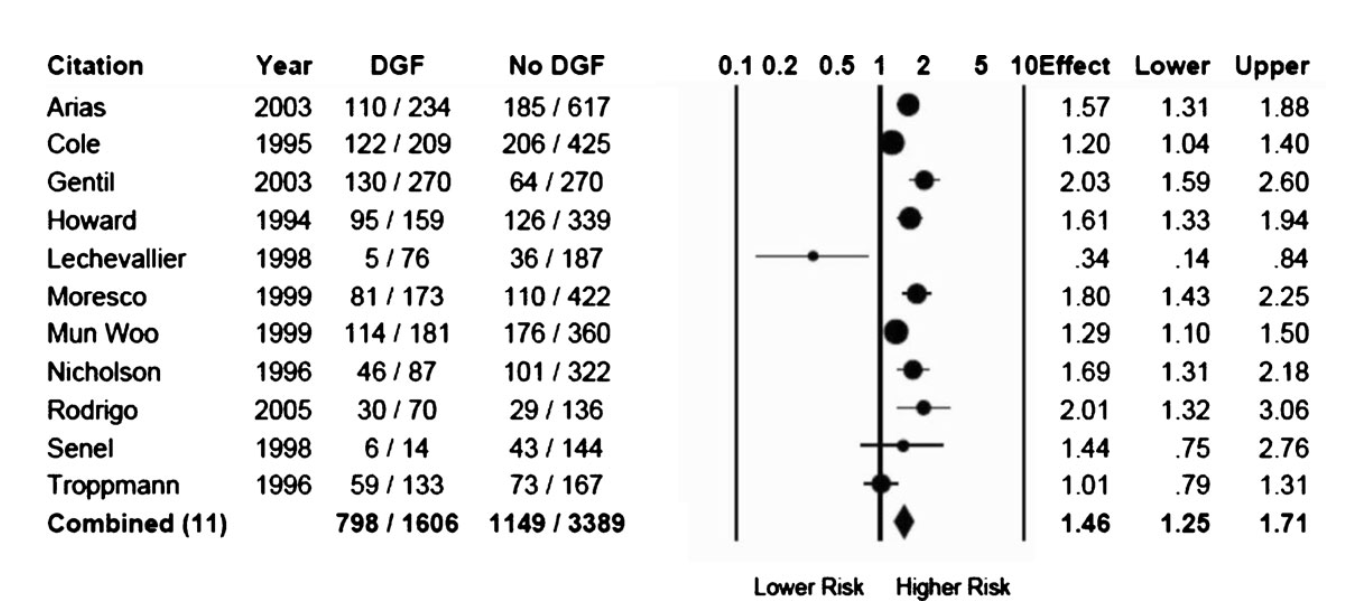 Citation Year DGF No DGF 0.1 0.2 0.5 1 2 5 10 Effect Lower Upper
Arias 2003 110 / 234 185 / 617 1.57 1.31 1.88
Cole 1995 122 / 209 206 / 425 1.20 1.04 1.40
Gentil 2003 130 / 270 64 / 270 2.03 1.59 2.60
Howard 1994 95 / 159 126 / 339 1.61 1.33 1.94
Lechevallier 1998 5 / 76 36 / 187 .34 .14 .84
Moresco 1999 81 / 173 110 / 422 1.80 1.43 2.25
Mun Woo 1999 114 / 181 176 / 360 1.29 1.10 1.50
Nicholson 1996 46 / 87 101 / 322 1.69 1.31 2.18
Rodrigo 2005 30 / 70 29 / 136 2.01 1.32 3.06
Senel 1998 6 / 14 43 / 144 1.44 .75 2.76
Troppmann 1996 59 / 133 73 / 167 1.01 .79 1.31
Combined (11) 798 / 1606 1149 / 3389 1.46 1.25 1.71
Lower Risk Higher Risk